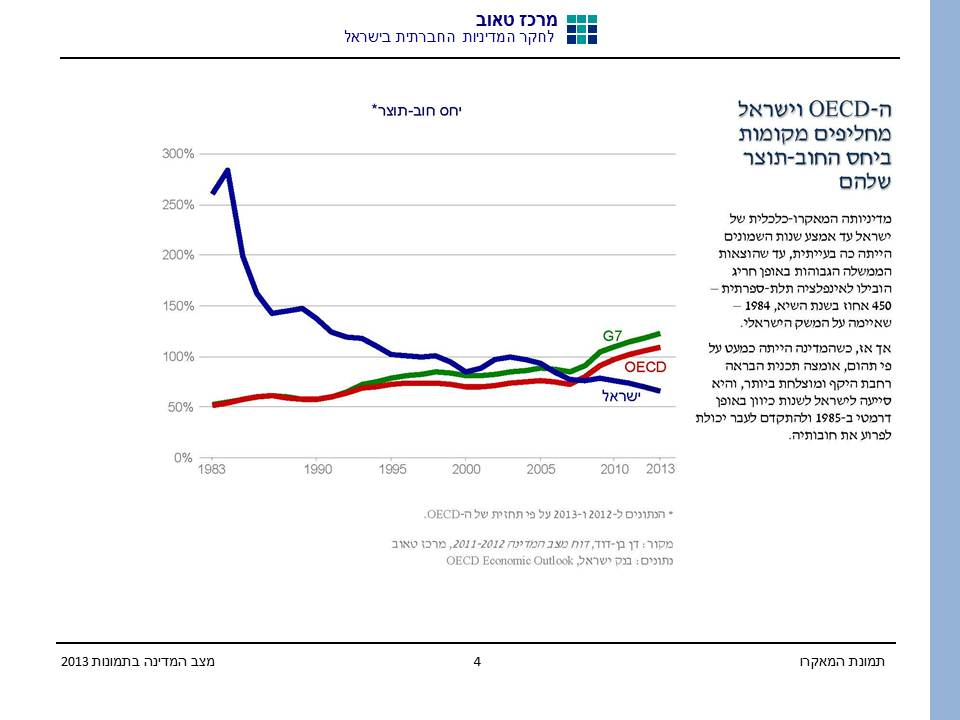 מרכז טאוב
לחקר המדיניות החברתית בישראל
ה-OECD וישראל
מחליפים מקומות
ביחס החוב-תוצר
שלהם
מדיניותה המאקרו-כלכלית של
ישראל עד אמצע שנות השמונים
הייתה כה בעייתית, עד שהוצאות
הממשלה הגבוהות באופן חריג
הובילו לאינפלציה תלת-ספרתית –
450 אחוז בשנת השיא, 1984 –
שאיימה על המשק הישראלי.
אך אז, כשהמדינה הייתה כמעט על
פי תהום, אומצה תכנית הבראה
רחבת היקף ומוצלחת ביותר, והיא
סייעה לישראל לשנות כיוון באופן
דרמטי ב-1985 ולהתקדם לעבר יכולת
לפרוע את חובותיה.
יחס חוב-תוצר*
300%
250%
200%
150%
100%
50%
0%
G7
OECD
ישראל
1983 1990 1995 2000 2005 2010 2013
* הנתונים ל-2012 ו-2013 על פי תחזית של ה-OECD.
מקור: דן בן-דוד, דוח מצב המדינה 2011-2012, מרכז טאוב
נתונים: בנק ישראל, OECD Economic Outlook
תמונת המאקרו
4
מצב המדינה בתמונות 2013